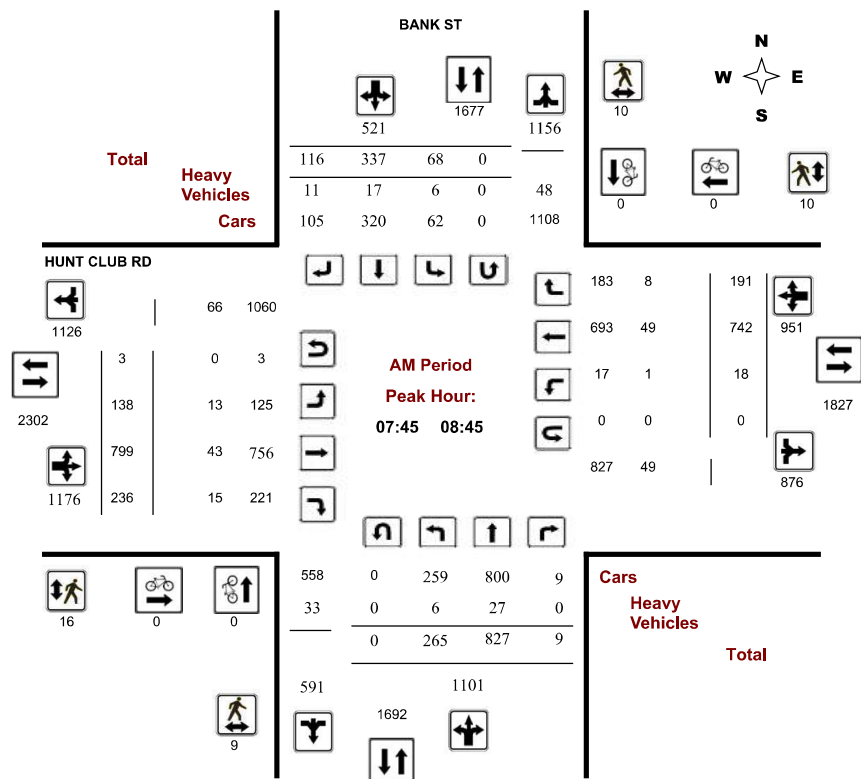 BANK ST
N
W E
S
1677
10
521
1156
Total
116 337 68 0
Heavy
Vehicles
11 17 6 0 48
Cars
105 320 62 0 1108
0 0 10
HUNT CLUB RD
183 8 191
66 1060
1126
693 49 742 951
3 0 3
AM Period
17 1 18
Peak Hour:
138 13 125
2302
1827
07:45 08:45
0 0 0
799 43 756
827 49
876
1176
236 15 221
558 0 259 800 9
Cars
33 0 6 27 0
Heavy
Vehicles
16 0 0
0 265 827 9
Total
591 1101
1692
9